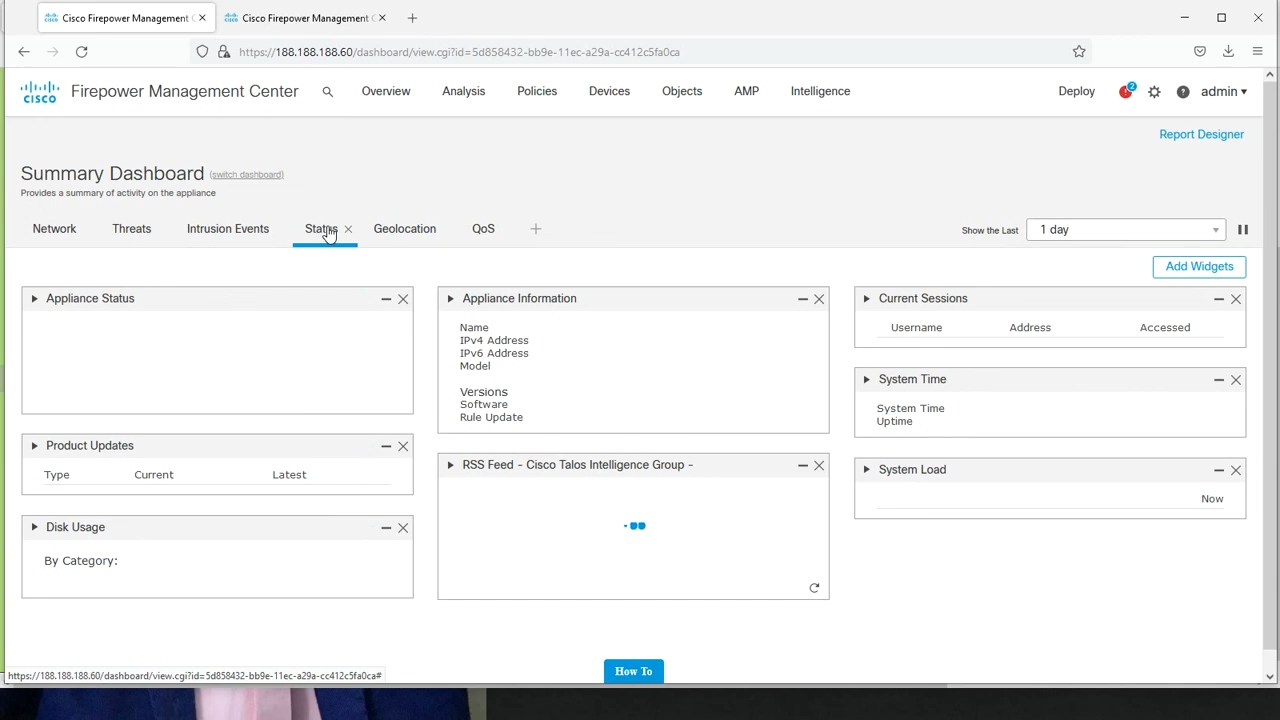 Cisco Firepower Management C
Cisco Firepower Management C
https://188.188.188.60/dashboard/view.cgi?id=5d858432-bb9e-11ec-a29a-cc412c5fa0ca
CISCO
Firepower Management Center
Overview
Analysis
Policies
Devices
Objects
AMP
Intelligence
Deploy
2
admin
Report Designer
Summary Dashboard (switch dashboard)
Provides a summary of activity on the appliance
Network
Threats
Intrusion Events
Status
Geolocation
QoS
Show the Last
1 day
Add Widgets
Appliance Status
Product Updates
Type Current Latest
Disk Usage
By Category:
Appliance Information
Name
IPv4 Address
IPv6 Address
Model
Versions
Software
Rule Update
RSS Feed - Cisco Talos Intelligence Group -
Current Sessions
Username Address Accessed
System Time
System Time
Uptime
System Load
Now
How To
https://188.188.188.60/dashboard/view.cgi?id=5d858432-bb9e-11ec-a29a-cc412c5fa0ca#